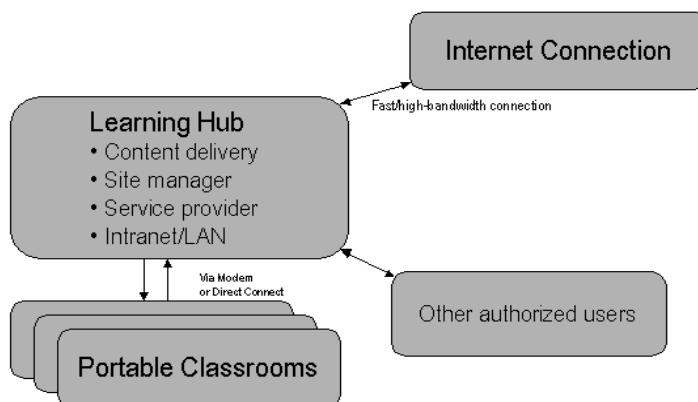 Internet Connection
Fast/high-bandwidth connection
Learning Hub
• Content delivery
• Site manager
• Service provider
• Intranet/LAN
Via Modem
or Direct Connect
Other authorized users
Portable Classrooms